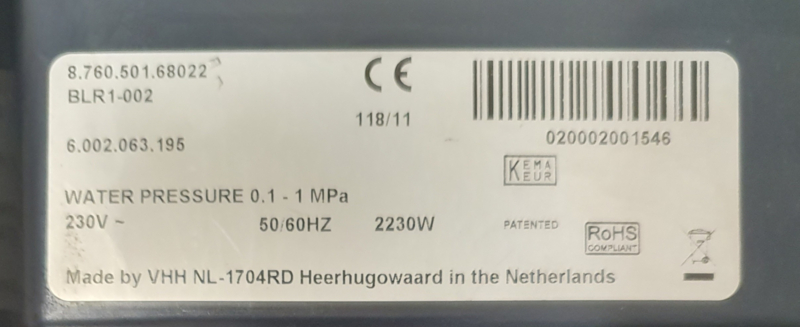 8.760.501.68022
BLR1-002
CE
118/11
020002001546
6.002.063.195
KEMA
KEUR
WATER PRESSURE 0.1 - 1 MPa
230V ~ 50/60HZ 2230W
PATENTED
RoHS
COMPLIANT
Made by VHH NL-1704RD Heerhugowaard in the Netherlands